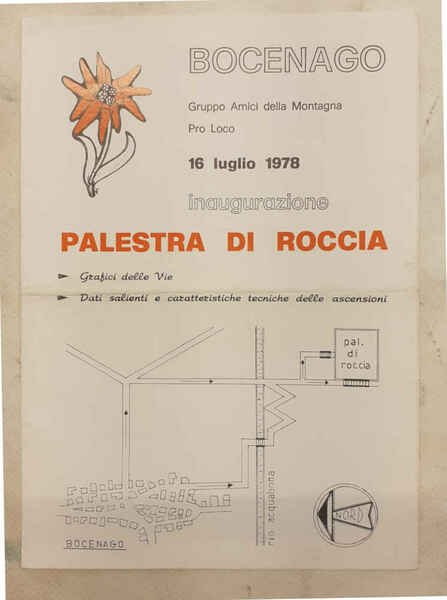 BOCENAGO
Gruppo Amici della Montagna
Pro Loco
16 luglio 1978
inaugurazione
PALESTRA DI ROCCIA
Grafici delle Vie
Dati salienti e caratteristiche tecniche delle ascensioni
pal.
di
roccia
rio acqualona
NORD
BOCENAGO